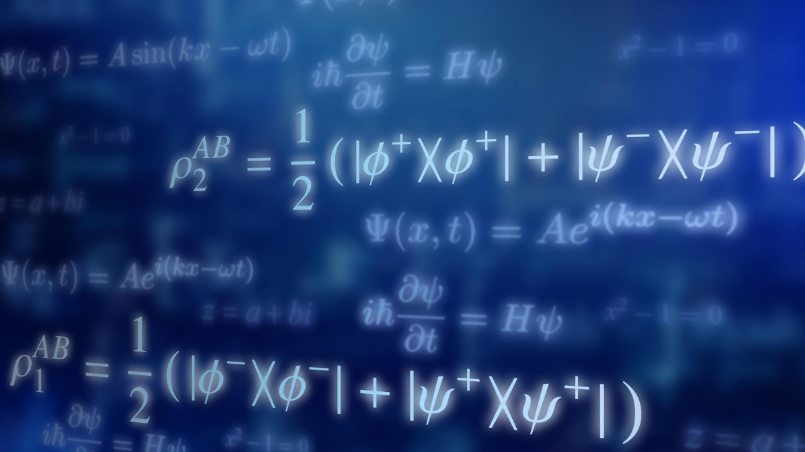 Ψ(x, t) = A sin(kx − ωt)
iħ ∂ψ/∂t = Hψ
x² − 1 = 0
x² − 1 = 0
ρ₂^{AB} = 1/2 (|ϕ⁺⟩⟨ϕ⁺| + |ψ⁻⟩⟨ψ⁻|)
z = a + bi
Ψ(x, t) = Ae^{i(kx−ωt)}
Ψ(x, t) = Ae^{i(kx−ωt)}
z = a + bi
iħ ∂ψ/∂t = Hψ
x² − 1 = 0
ρ₁^{AB} = 1/2 (|ϕ⁻⟩⟨ϕ⁻| + |ψ⁺⟩⟨ψ⁺|)
iħ ∂ψ = Hψ
x² − 1 = 0
z = a +